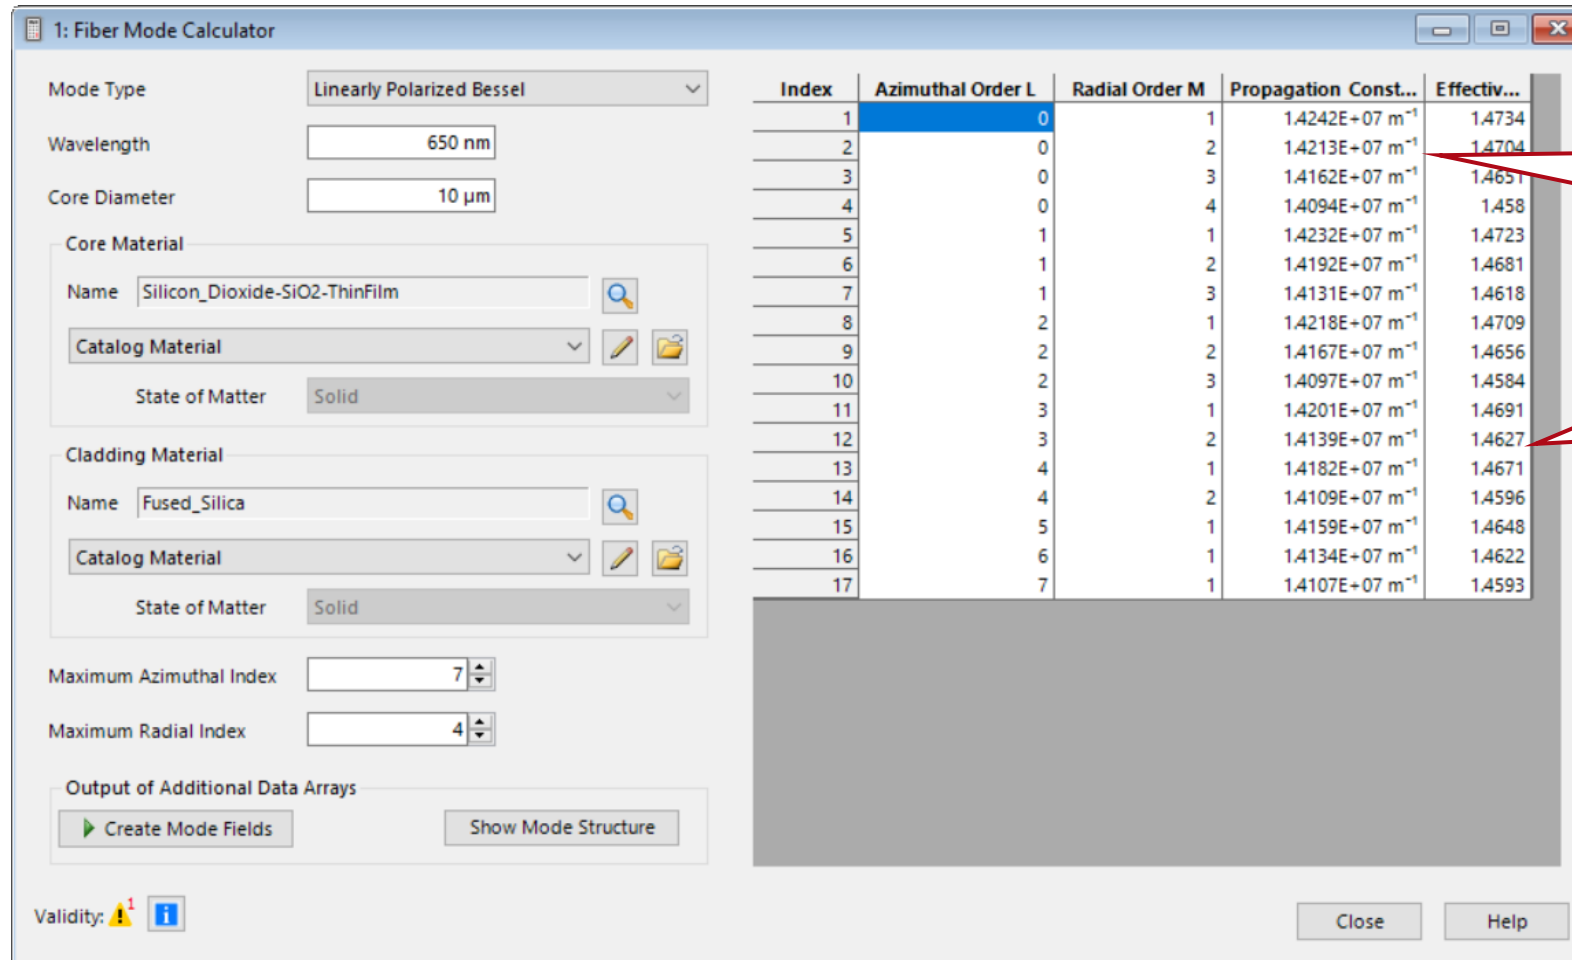 1: Fiber Mode Calculator
Mode Type Linearly Polarized Bessel
Wavelength 650 nm
Core Diameter 10 µm
Core Material
Name Silicon_Dioxide-SiO2-ThinFilm
Catalog Material
State of Matter Solid
Cladding Material
Name Fused_Silica
Catalog Material
State of Matter Solid
Maximum Azimuthal Index 7
Maximum Radial Index 4
Output of Additional Data Arrays
Create Mode Fields Show Mode Structure
Validity: 1
Index Azimuthal Order L Radial Order M Propagation Const... Effectiv...
1 0 1 1.4242E+07 m⁻¹ 1.4734
2 0 2 1.4213E+07 m⁻¹ 1.4704
3 0 3 1.4162E+07 m⁻¹ 1.4651
4 0 4 1.4094E+07 m⁻¹ 1.458
5 1 1 1.4232E+07 m⁻¹ 1.4723
6 1 2 1.4192E+07 m⁻¹ 1.4681
7 1 3 1.4131E+07 m⁻¹ 1.4618
8 2 1 1.4218E+07 m⁻¹ 1.4709
9 2 2 1.4167E+07 m⁻¹ 1.4656
10 2 3 1.4097E+07 m⁻¹ 1.4584
11 3 1 1.4201E+07 m⁻¹ 1.4691
12 3 2 1.4139E+07 m⁻¹ 1.4627
13 4 1 1.4182E+07 m⁻¹ 1.4671
14 4 2 1.4109E+07 m⁻¹ 1.4596
15 5 1 1.4159E+07 m⁻¹ 1.4648
16 6 1 1.4134E+07 m⁻¹ 1.4622
17 7 1 1.4107E+07 m⁻¹ 1.4593
Close Help